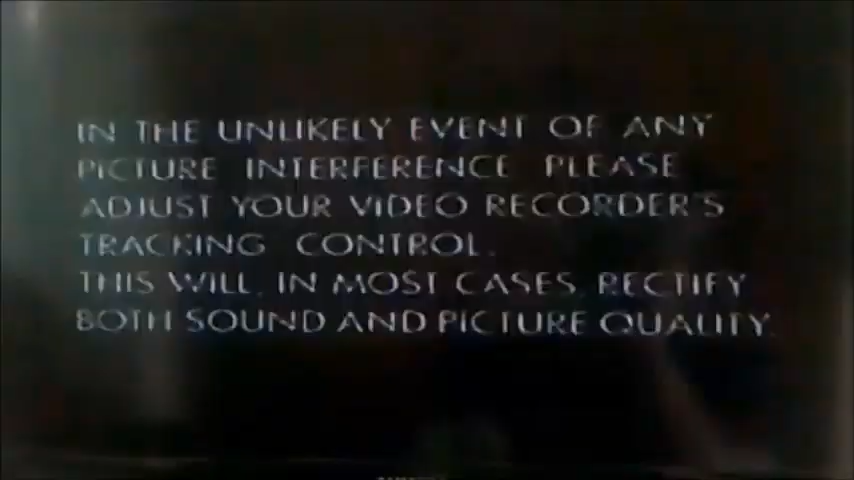 IN THE UNLIKELY EVENT OF ANY
PICTURE INTERFERENCE PLEASE
ADJUST YOUR VIDEO RECORDER'S
TRACKING CONTROL.
THIS WILL, IN MOST CASES, RECTIFY
BOTH SOUND AND PICTURE QUALITY.